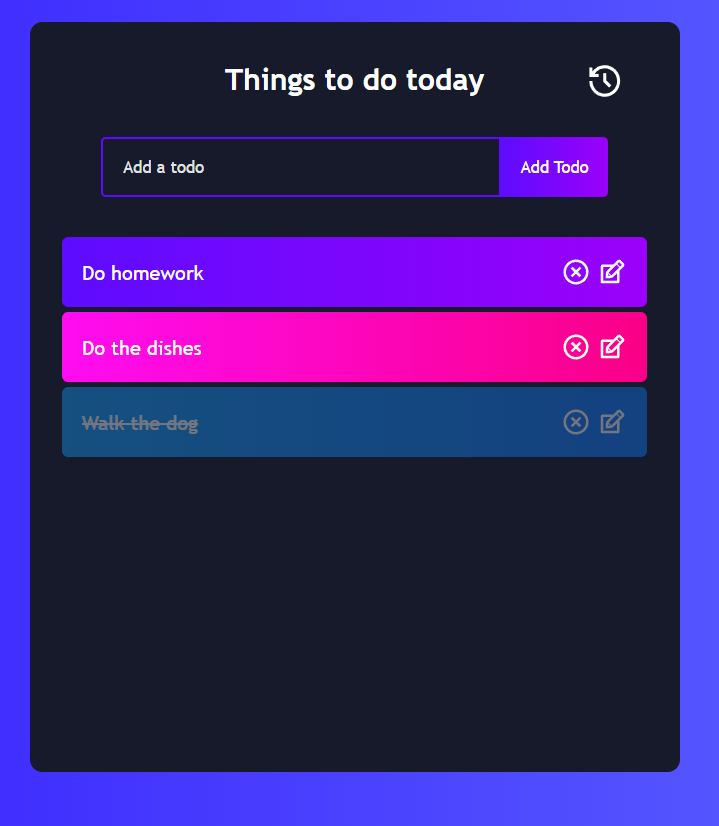 Things to do today
Add a todo
Add Todo
Do homework
Do the dishes
Walk the dog